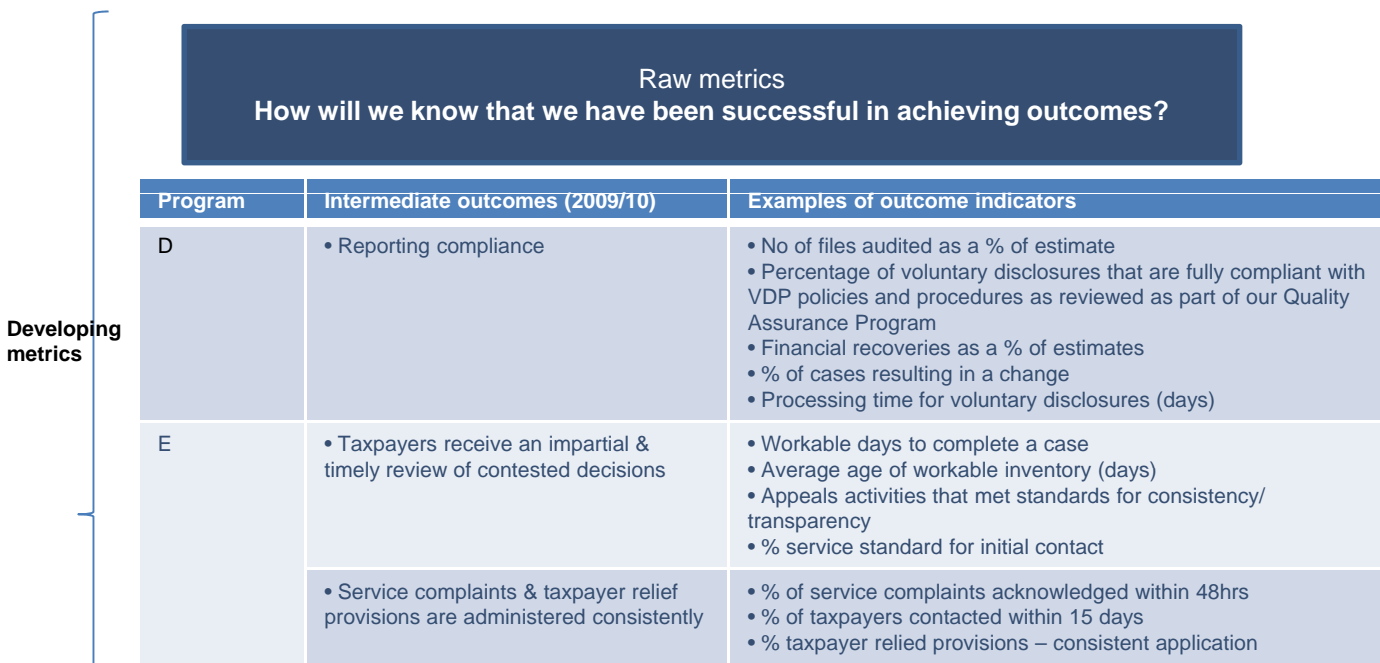 Raw metrics
How will we know that we have been successful in achieving outcomes?
Developing
metrics
Program
Intermediate outcomes (2009/10)
Examples of outcome indicators
D
• Reporting compliance
• No of files audited as a % of estimate
• Percentage of voluntary disclosures that are fully compliant with
VDP policies and procedures as reviewed as part of our Quality
Assurance Program
• Financial recoveries as a % of estimates
• % of cases resulting in a change
• Processing time for voluntary disclosures (days)
E
• Taxpayers receive an impartial &
timely review of contested decisions
• Workable days to complete a case
• Average age of workable inventory (days)
• Appeals activities that met standards for consistency/
transparency
• % service standard for initial contact
• Service complaints & taxpayer relief
provisions are administered consistently
• % of service complaints acknowledged within 48hrs
• % of taxpayers contacted within 15 days
• % taxpayer relied provisions – consistent application